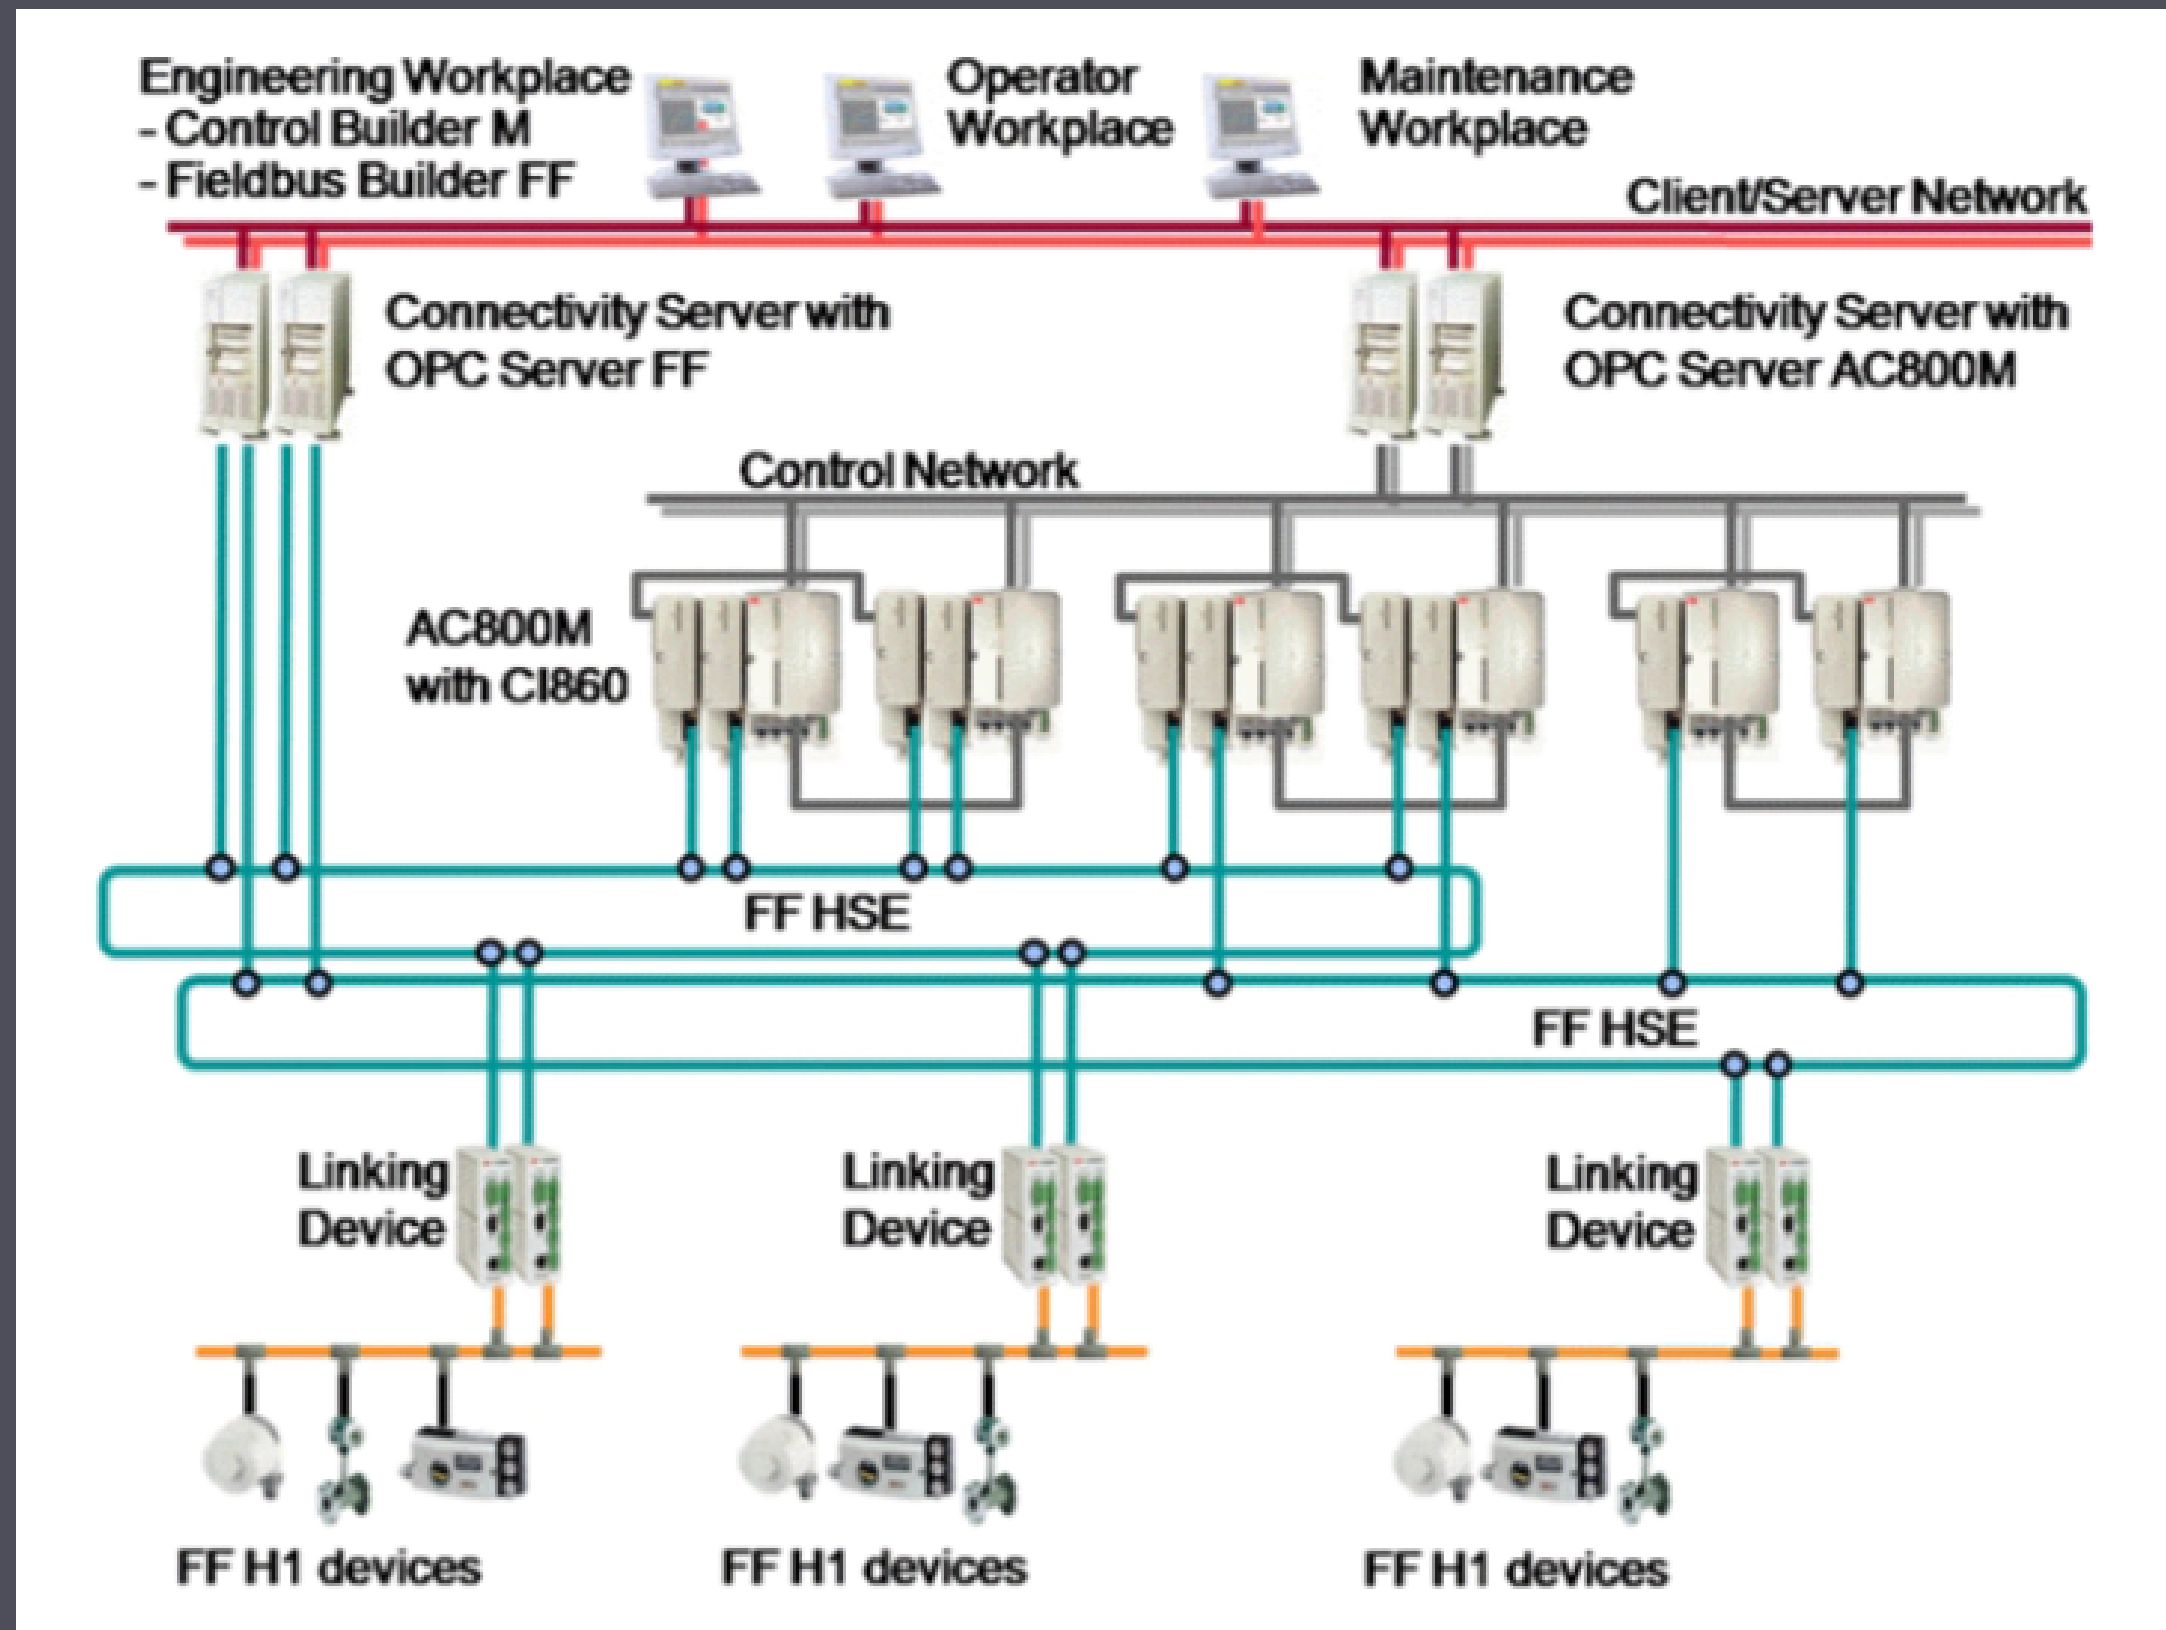 Engineering Workplace
- Control Builder M
- Fieldbus Builder FF
Operator
Workplace
Maintenance
Workplace
Client/Server Network
Connectivity Server with
OPC Server FF
Connectivity Server with
OPC Server AC800M
Control Network
AC800M
with CI860
FF HSE
FF HSE
Linking
Device
Linking
Device
Linking
Device
FF H1 devices
FF H1 devices
FF H1 devices